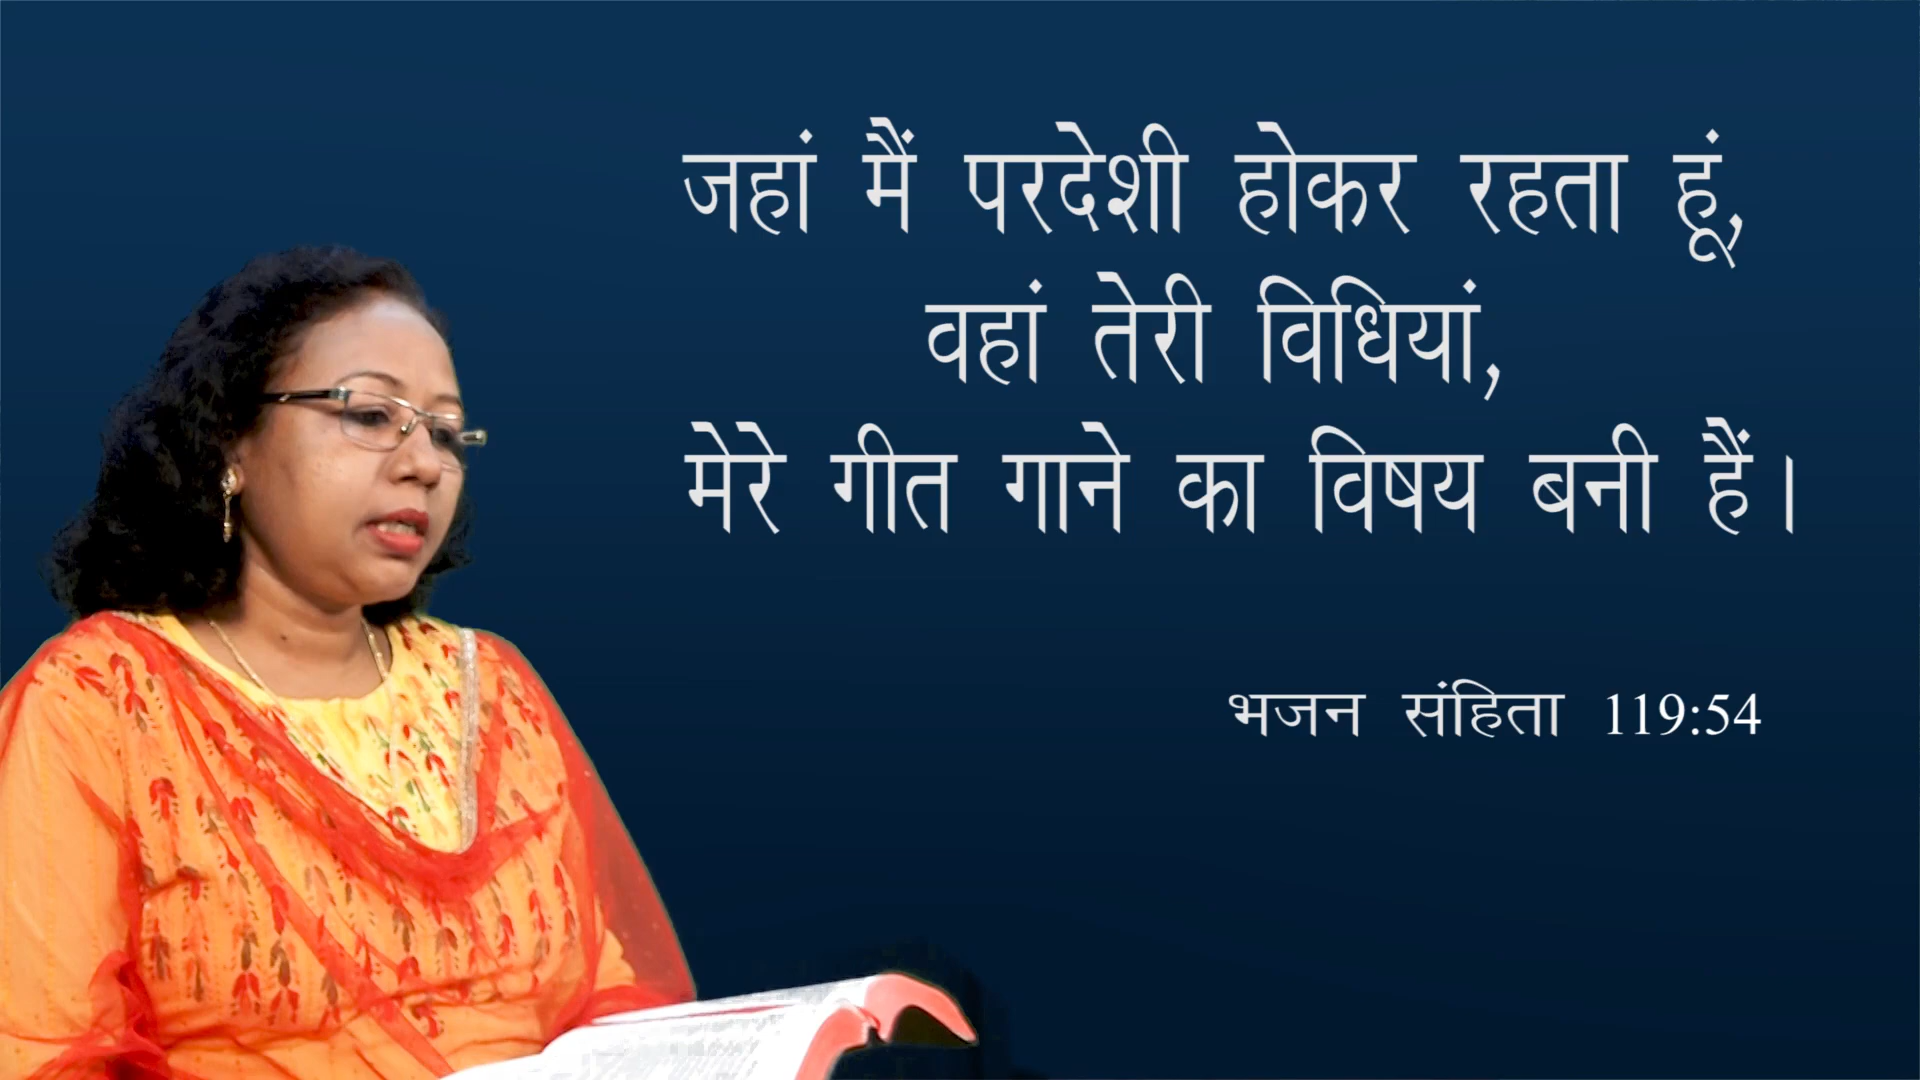 जहां मैं परदेशी होकर रहता हूं,
वहां तेरी विधियां,
मेरे गीत गाने का विषय बनी हैं।
भजन संहिता 119:54